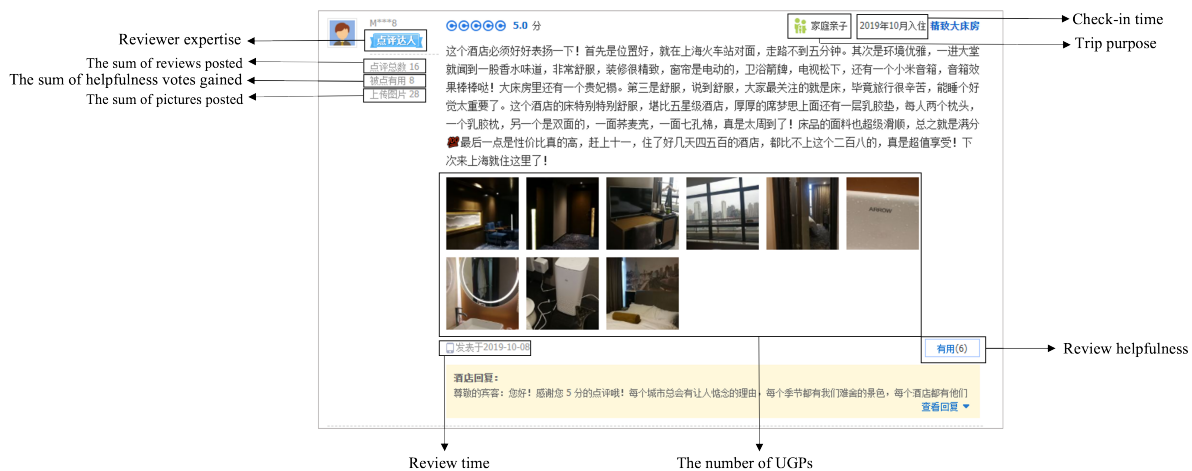 M***8
5.0 分
家庭亲子
2019年10月入住
精致大床房
Check-in time
Trip purpose
Reviewer expertise
点评达人
The sum of reviews posted
点评总数 16
The sum of helpfulness votes gained
被点有用 8
The sum of pictures posted
上传图片 28
这个酒店必须好好表扬一下！首先是位置好，就在上海火车站对面，走路不到五分钟。其次是环境优雅，一进大堂
就闻到一股香水味道，非常舒服，装修很精致，窗帘是电动的，卫浴箭牌，电视松下，还有一个小米音箱，音箱效
果棒棒哒！大床房里还有一个贵妃榻。第三是舒服，说到舒服，大家最关注的就是床，毕竟旅行很辛苦，能睡个好
觉太重要了。这个酒店的床特别特别舒服，堪比五星级酒店，厚厚的席梦思上面还有一层乳胶垫，每人两个枕头，
一个乳胶枕，另一个是双面的，一面荞麦壳，一面七孔棉，真是太周到了！床品的面料也超级滑顺，总之就是满分
最后一点是性价比真的高，赶上十一，住了好几天四五百的酒店，都比不上这个二百八的，真是超值享受！下
次来上海就住这里了！
ARROW
发表于2019-10-08
有用(6)
Review helpfulness
酒店回复：
尊敬的宾客：您好！感谢您 5 分的点评哦！每个城市总会有让人惦念的理由，每个季节都有我们雅舍的景色，每个酒店都有他们
查看回复
Review time
The number of UGPs